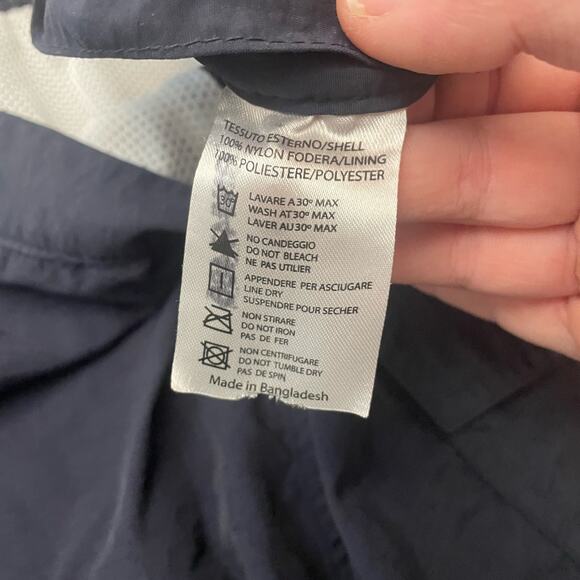 TESSUTO ESTERNO/SHELL
100% NYLON FODERA/LINING
100% POLIESTERE/POLYESTER
30°
LAVARE A 30° MAX
WASH AT 30° MAX
LAVER AU 30° MAX
NO CANDEGGIO
DO NOT BLEACH
NE PAS UTILIER
APPENDERE PER ASCIUGARE
LINE DRY
SUSPENDRE POUR SECHER
NON STIRARE
DO NOT IRON
PAS DE FER
NON CENTRIFUGARE
DO NOT TUMBLE DRY
PAS DE SPIN
Made in Bangladesh